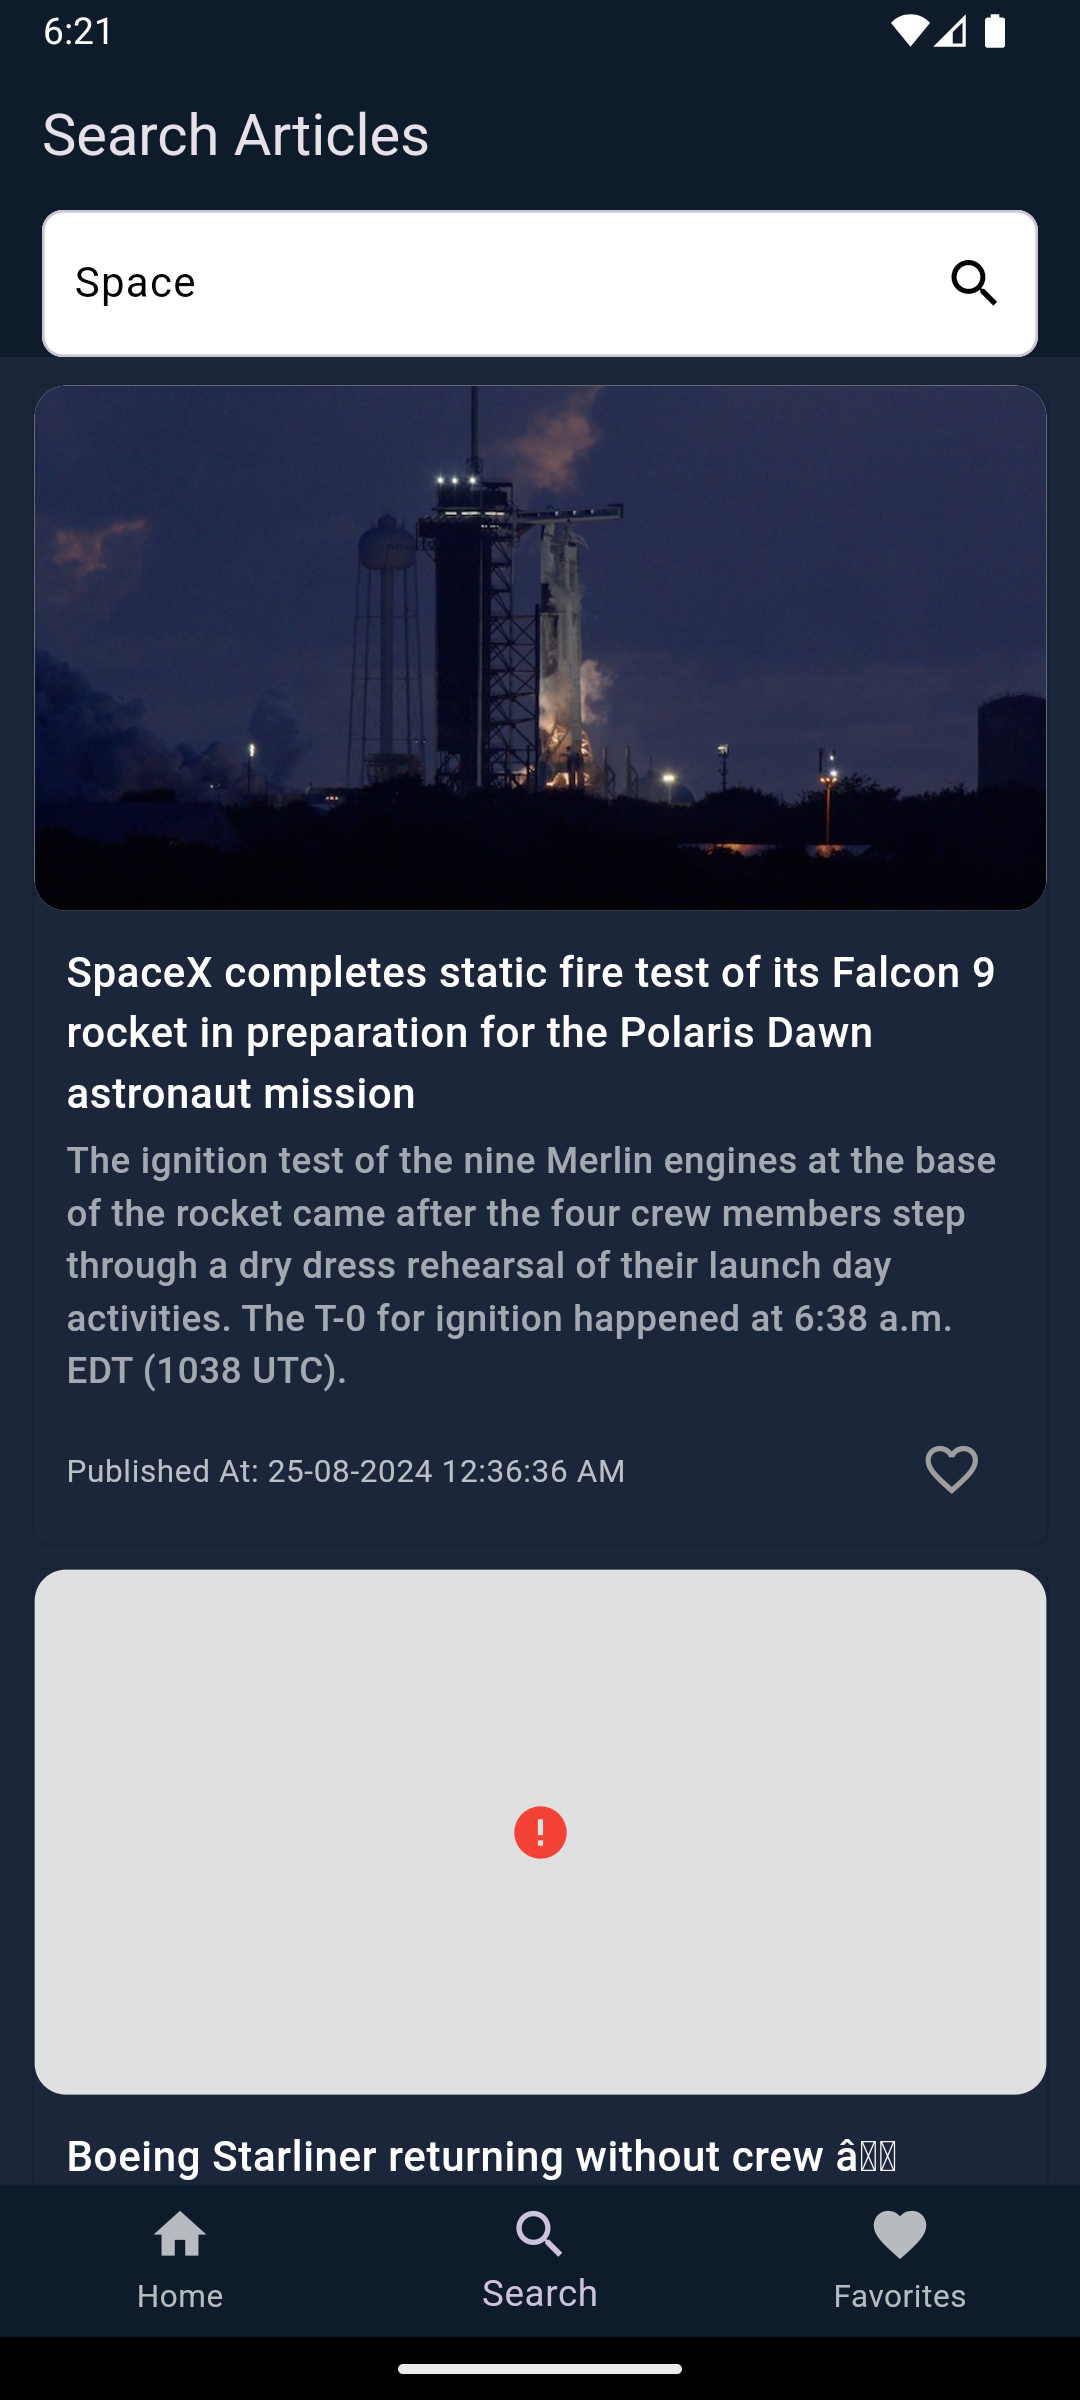 6:21
Search Articles
Space
SpaceX completes static fire test of its Falcon 9
rocket in preparation for the Polaris Dawn
astronaut mission
The ignition test of the nine Merlin engines at the base
of the rocket came after the four crew members step
through a dry dress rehearsal of their launch day
activities. The T-0 for ignition happened at 6:38 a.m.
EDT (1038 UTC).
Published At: 25-08-2024 12:36:36 AM
Boeing Starliner returning without crew â
Home
Search
Favorites